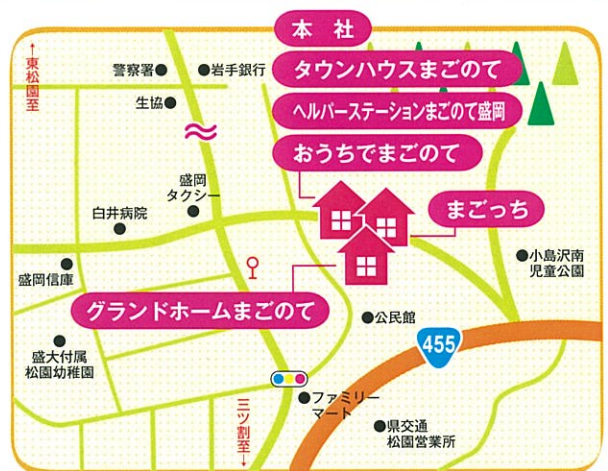 本　社
タウンハウスまごのて
ヘルパーステーションまごのて盛岡
おうちでまごのて
まごっち
グランドホームまごのて
↑東松園至
警察署
岩手銀行
生協
盛岡
タクシー
白井病院
盛岡信庫
盛大付属
松園幼稚園
小鳥沢南
児童公園
公民館
455
ファミリー
マート
三ツ割至↓
県交通
松園営業所